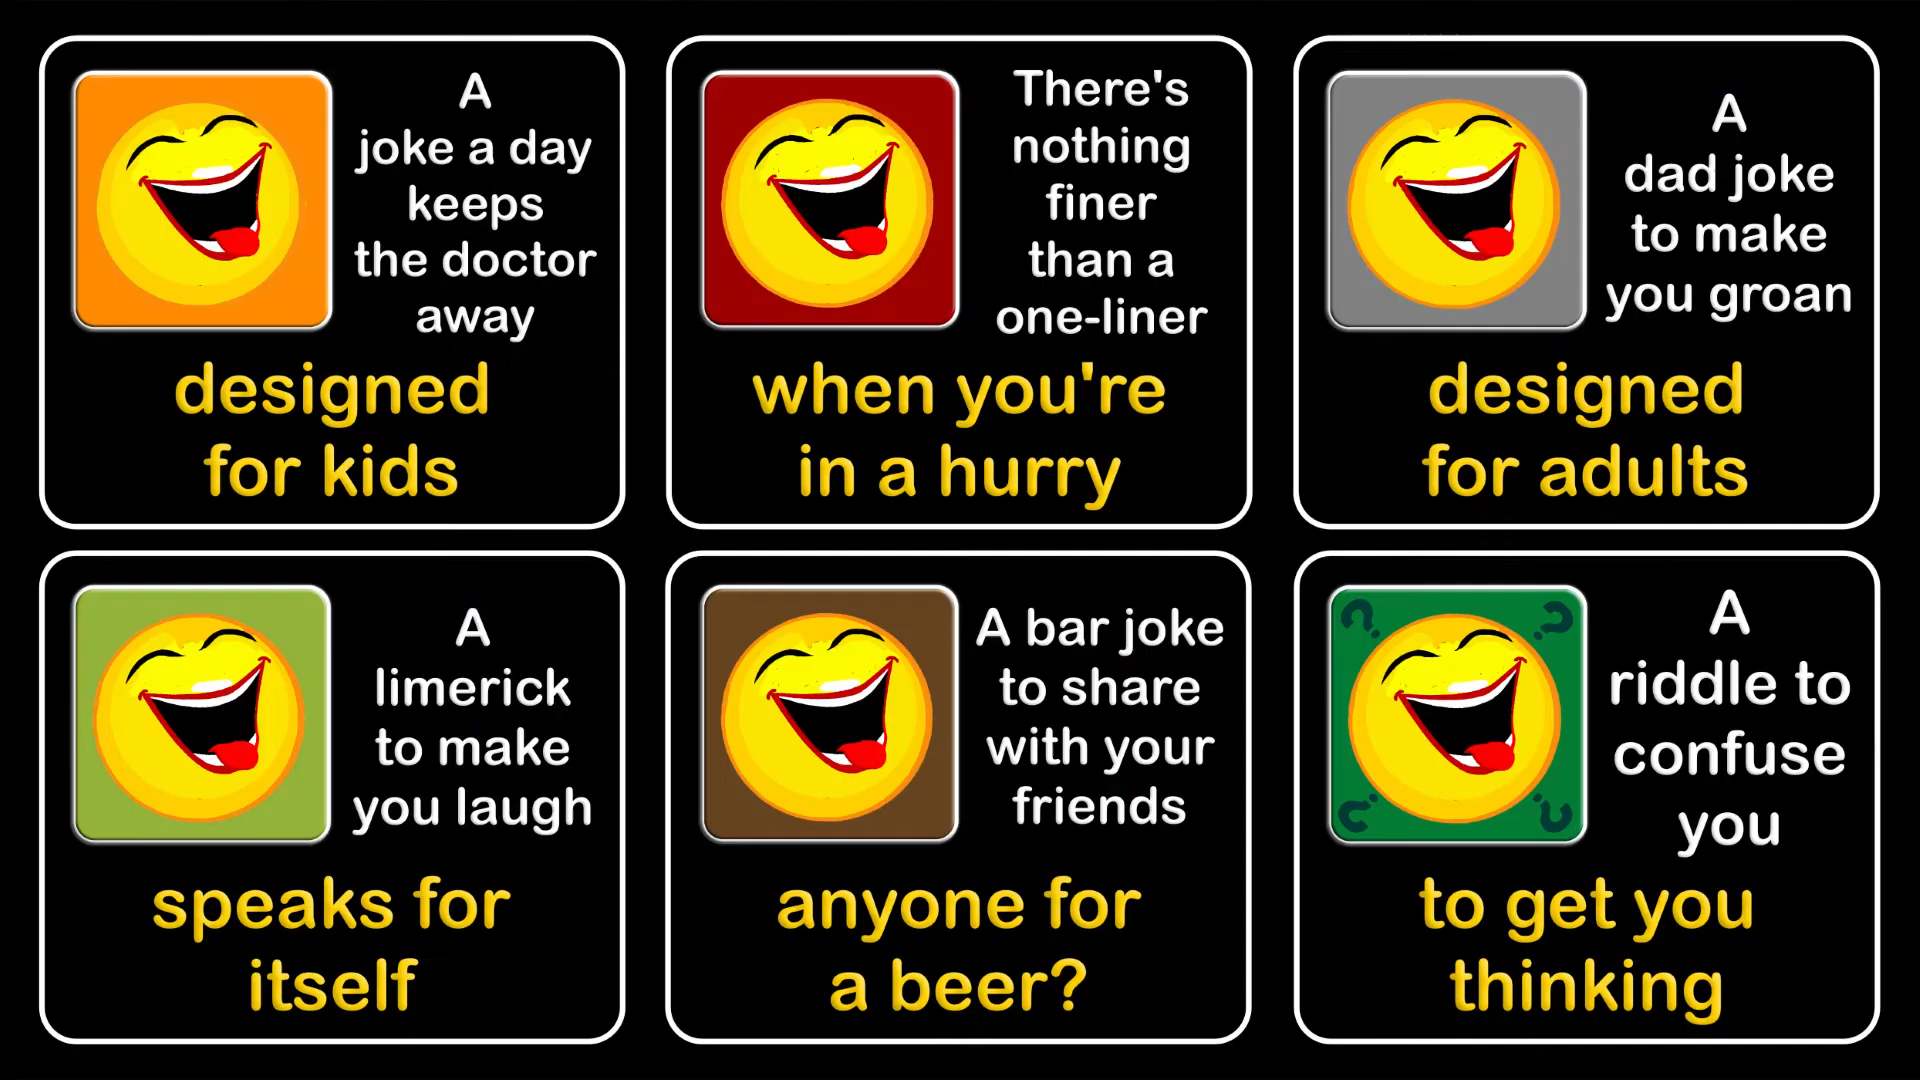 A
joke a day
keeps
the doctor
away
designed
for kids
There's
nothing
finer
than a
one-liner
when you're
in a hurry
A
dad joke
to make
you groan
designed
for adults
A
limerick
to make
you laugh
speaks for
itself
A bar joke
to share
with your
friends
anyone for
a beer?
? ?
? ?
A
riddle to
confuse
you
to get you
thinking